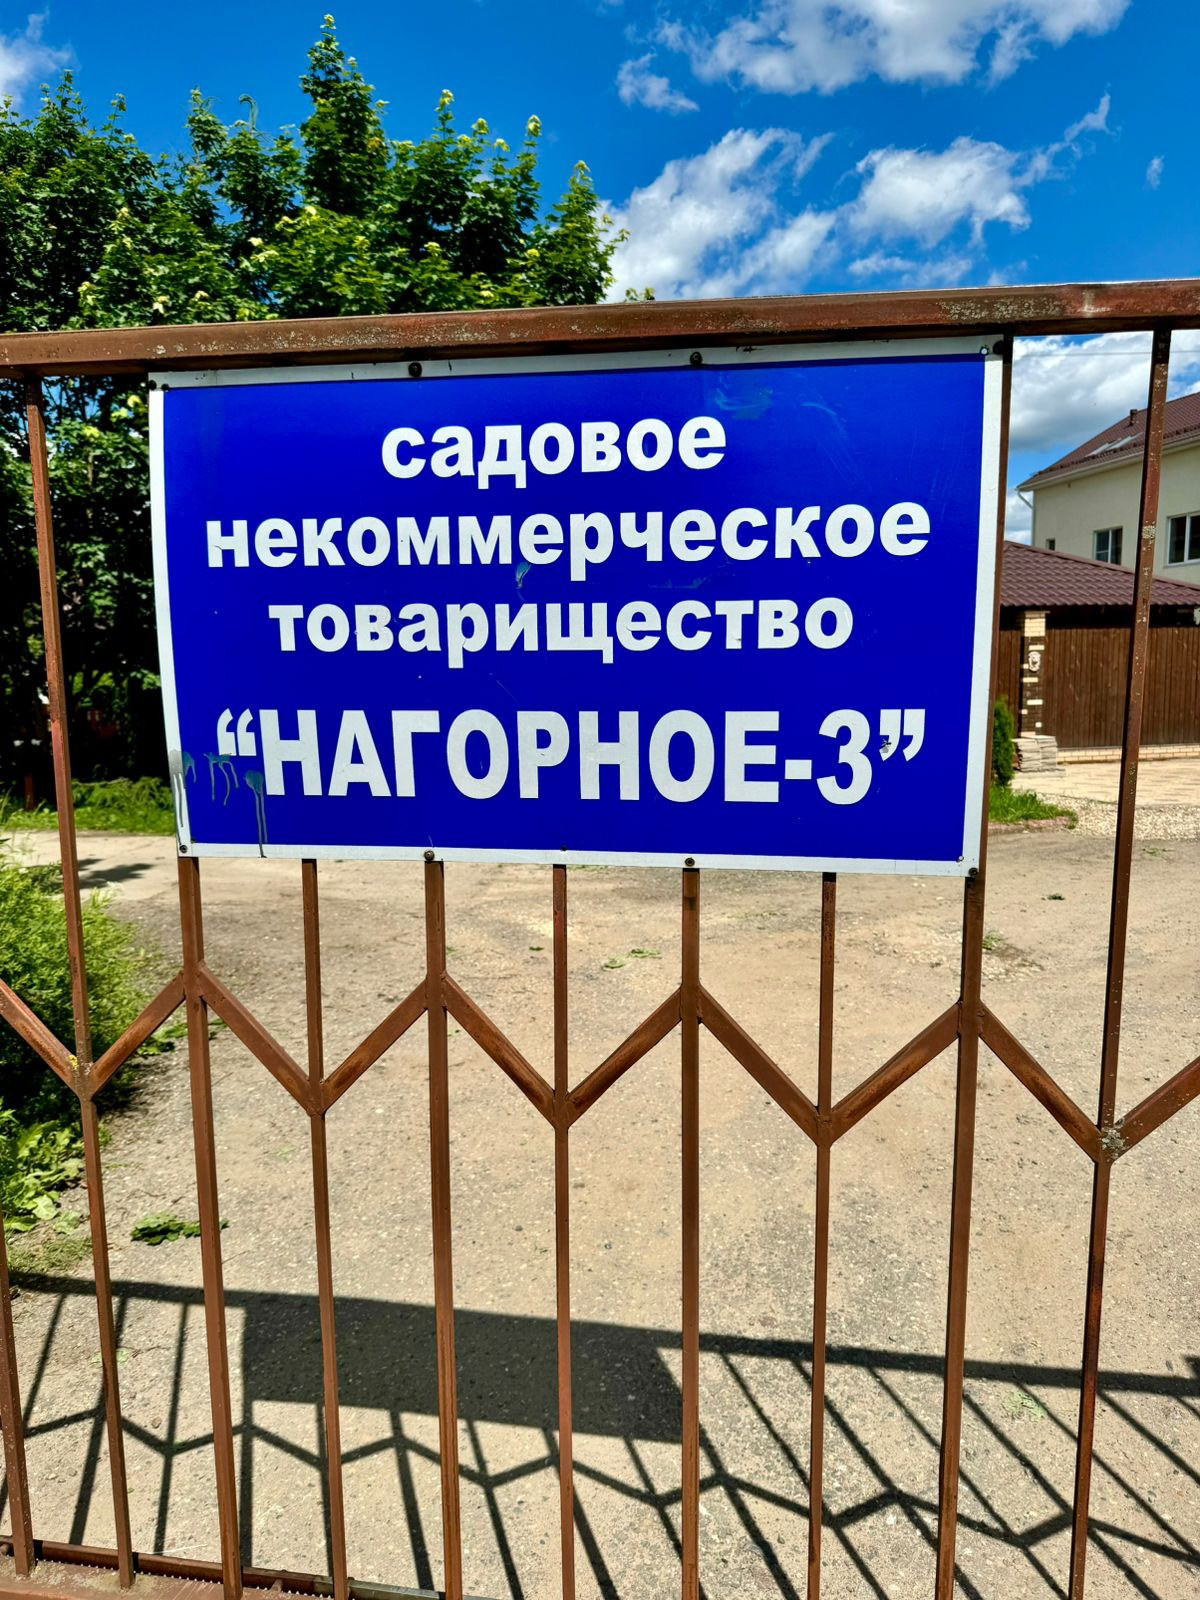 садовое
некоммерческое
товарищество
“НАГОРНОЕ-3”